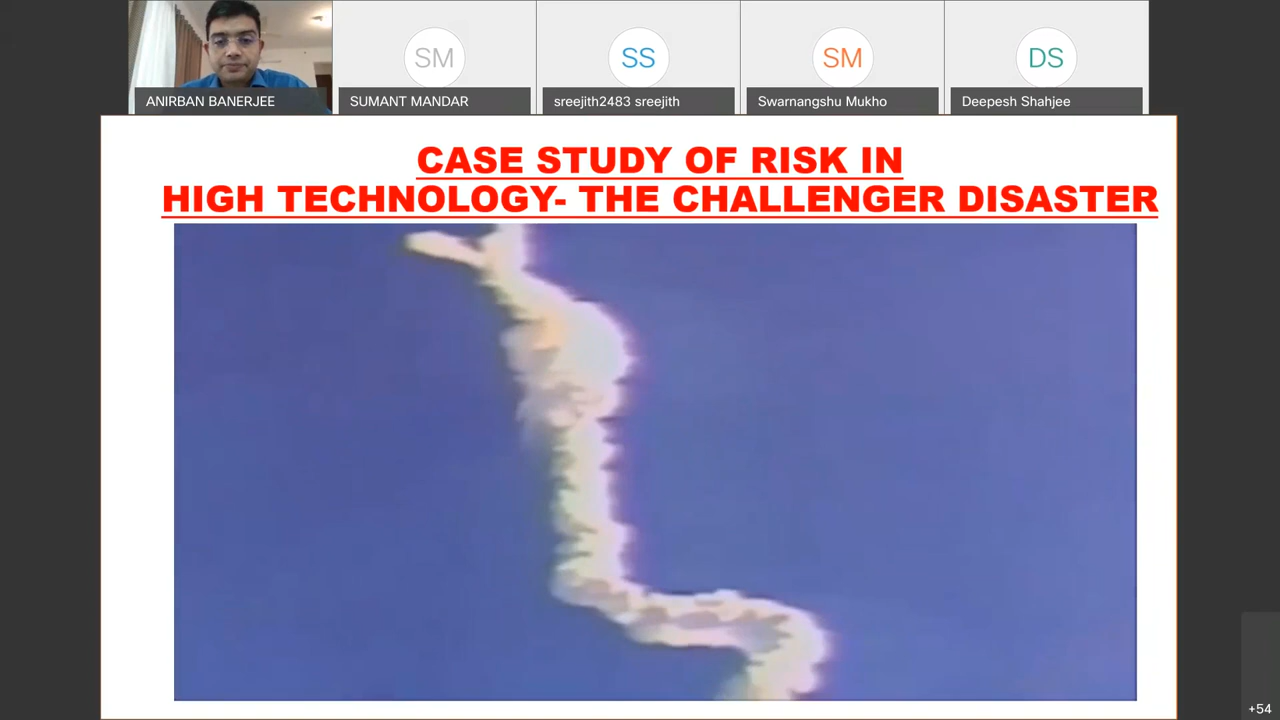 SM
SS
SM
DS
ANIRBAN BANERJEE
SUMANT MANDAR
sreejith2483 sreejith
Swarnangshu Mukho
Deepesh Shahjee
CASE STUDY OF RISK IN
HIGH TECHNOLOGY- THE CHALLENGER DISASTER
+54